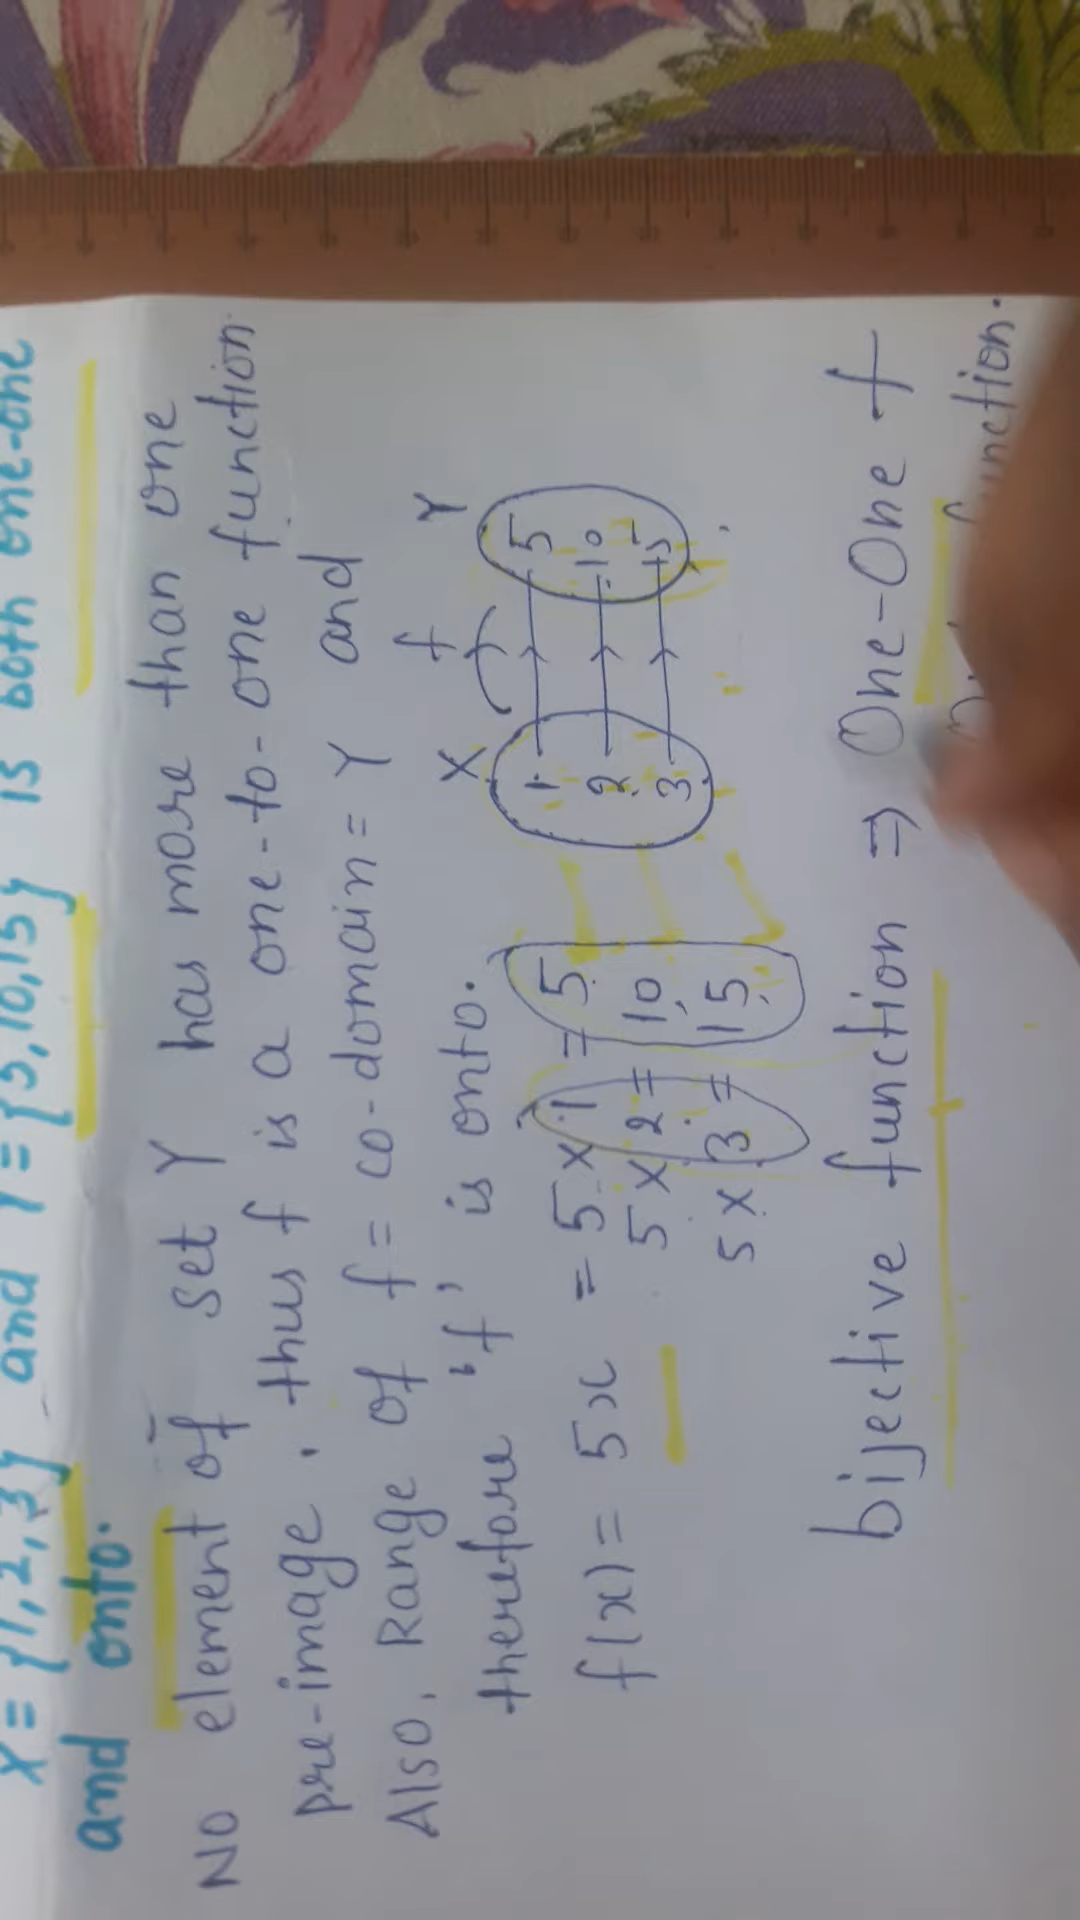 X = {1,2,3} and Y = {5,10,15} is both one-one
and onto.
No element of set Y has more than one
pre-image, thus f is a one-to-one function.
Also, Range of f = co-domain = Y and
therefore 'f' is onto.
X f Y
1 5
2 10
3 15
f(x) = 5x = 5 x 1 = 5
5 x 2 = 10
5 x 3 = 15
bijective function ⇒ One-One f
function.